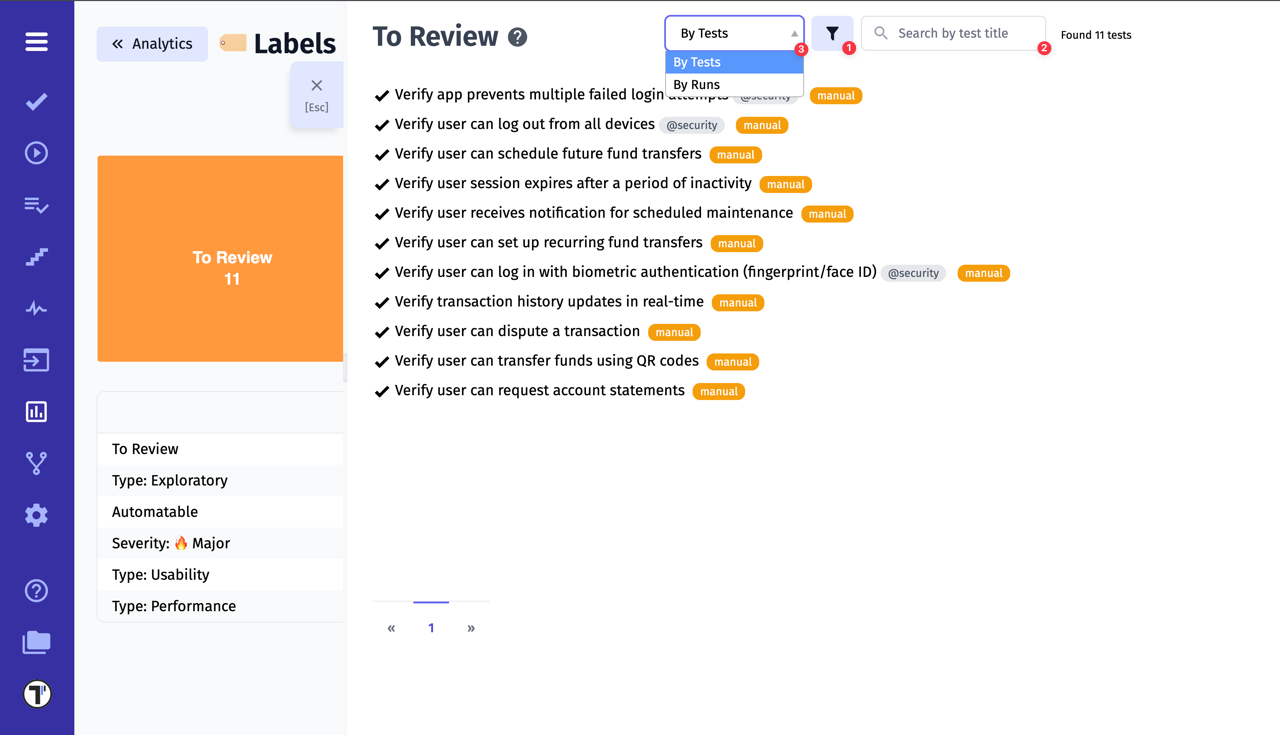 « Analytics
Labels
To Review ?
By Tests
3
1
Search by test title
2
Found 11 tests
By Tests
By Runs
×
[Esc]
Verify app prevents multiple failed login attempts @security manual
Verify user can log out from all devices @security manual
Verify user can schedule future fund transfers manual
Verify user session expires after a period of inactivity manual
Verify user receives notification for scheduled maintenance manual
Verify user can set up recurring fund transfers manual
Verify user can log in with biometric authentication (fingerprint/face ID) @security manual
Verify transaction history updates in real-time manual
Verify user can dispute a transaction manual
Verify user can transfer funds using QR codes manual
Verify user can request account statements manual
To Review
11
To Review
Type: Exploratory
Automatable
Severity: 🔥 Major
Type: Usability
Type: Performance
« 1 »
?
T